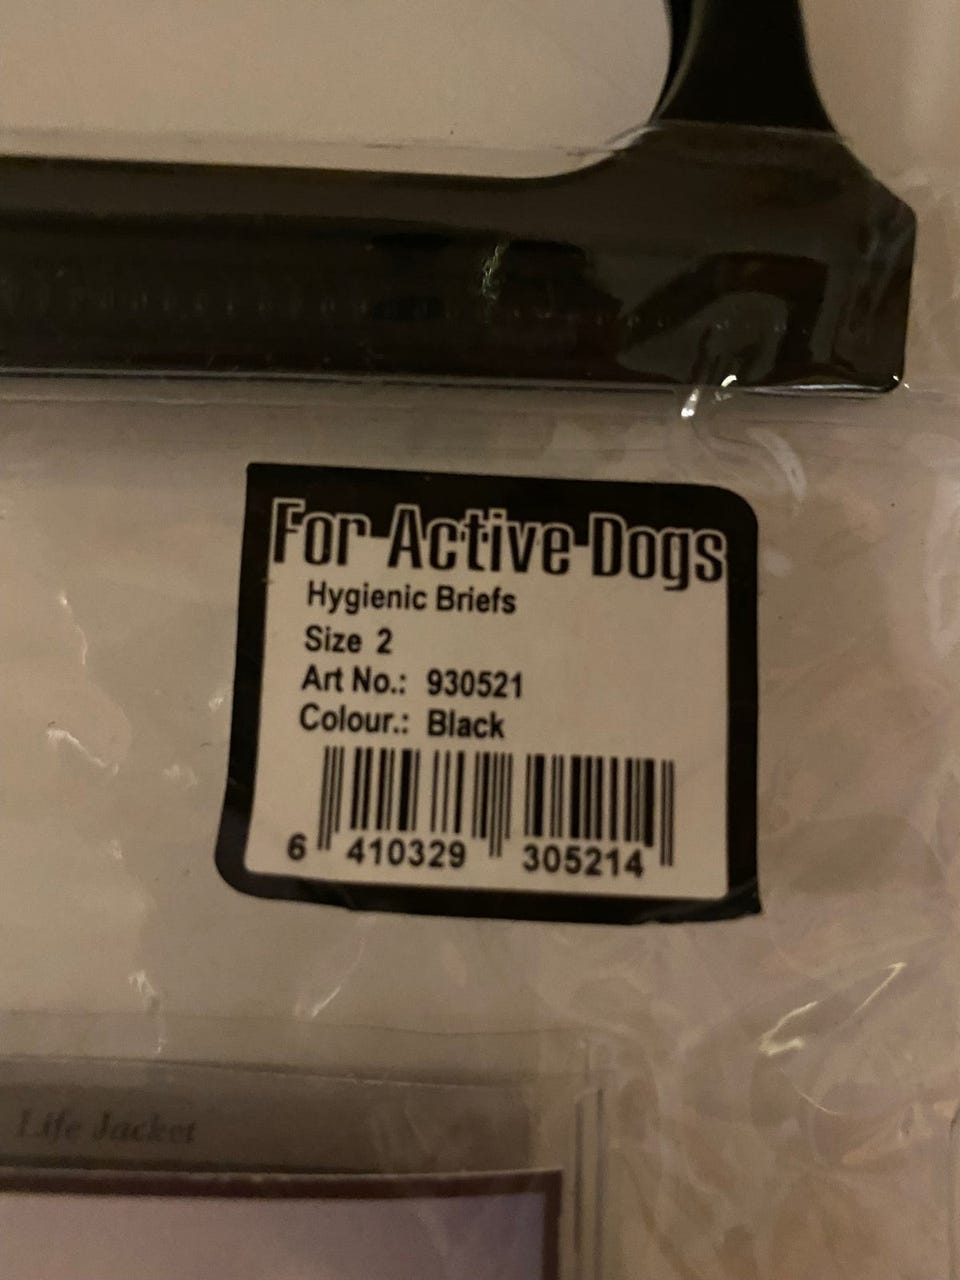 For Active Dogs
Hygienic Briefs
Size 2
Art No.: 930521
Colour.: Black
6 410329 305214
Life Jacket